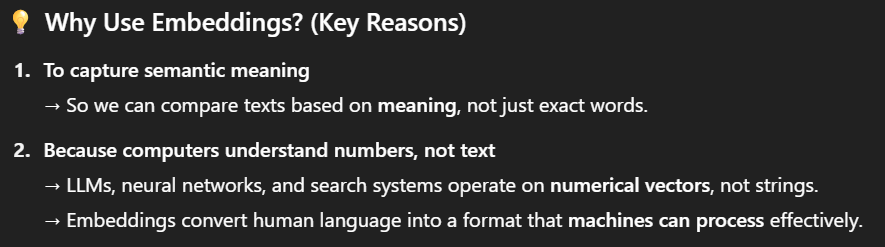 💡 Why Use Embeddings? (Key Reasons)
1. To capture semantic meaning
→ So we can compare texts based on meaning, not just exact words.
2. Because computers understand numbers, not text
→ LLMs, neural networks, and search systems operate on numerical vectors, not strings.
→ Embeddings convert human language into a format that machines can process effectively.